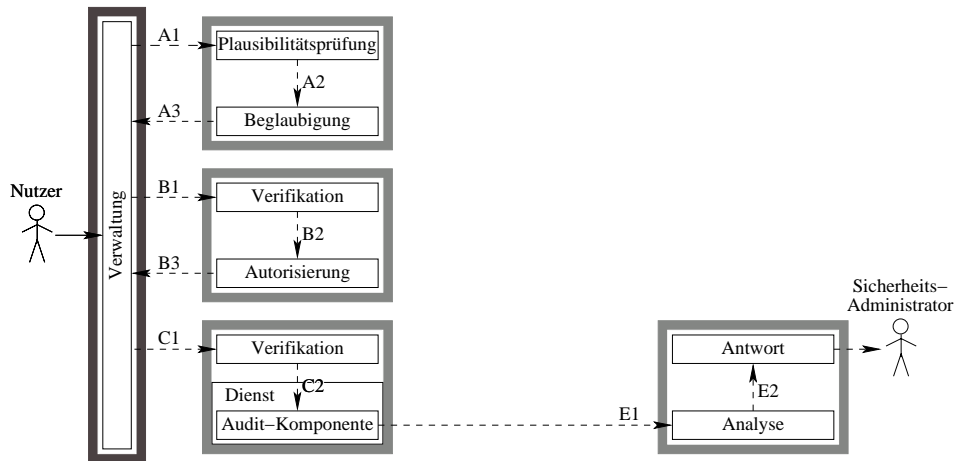 A1
Plausibilitätsprüfung
A2
A3
Beglaubigung
Nutzer
Verwaltung
B1
Verifikation
B2
B3
Autorisierung
C1
Verifikation
C2
Dienst
Audit−Komponente
E1
Sicherheits−
Administrator
Antwort
E2
Analyse